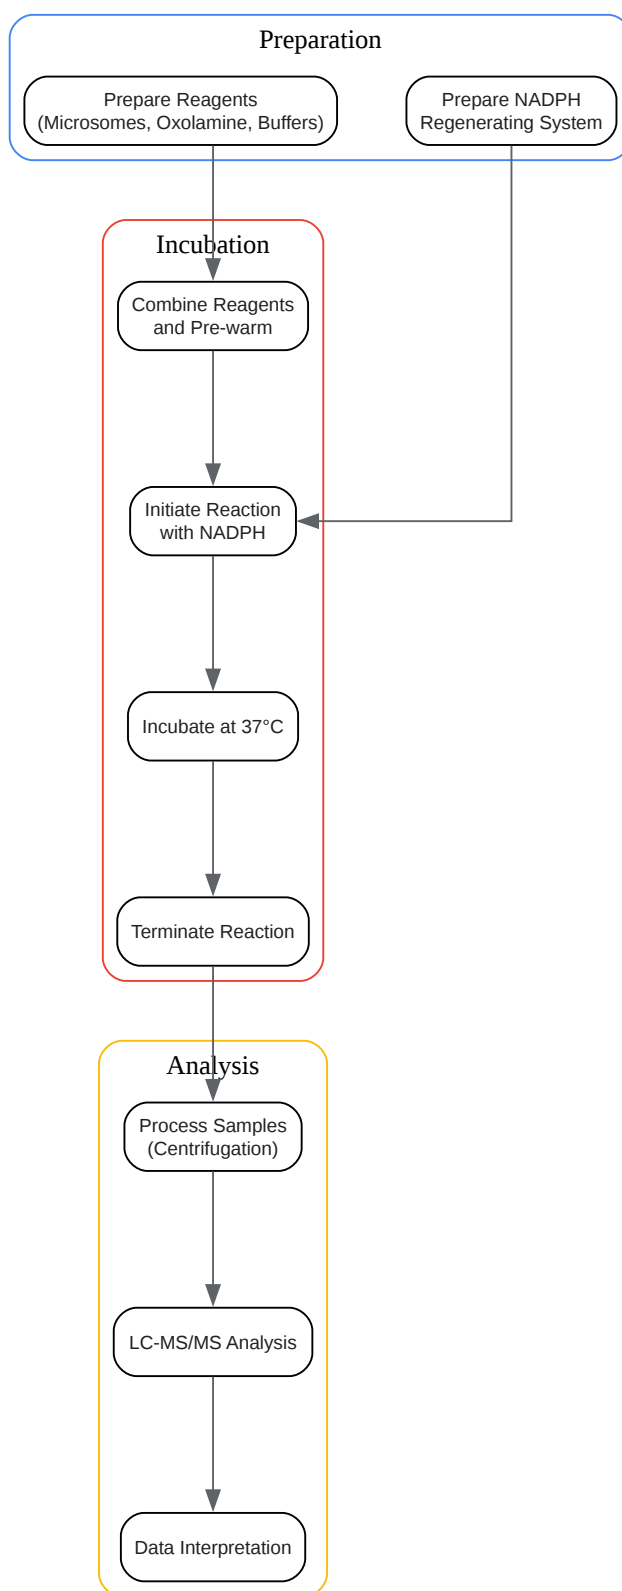 Preparation
Prepare Reagents
(Microsomes, Oxolamine, Buffers)
Prepare NADPH
Regenerating System
Incubation
Combine Reagents
and Pre-warm
Initiate Reaction
with NADPH
Incubate at 37°C
Terminate Reaction
Analysis
Process Samples
(Centrifugation)
LC-MS/MS Analysis
Data Interpretation